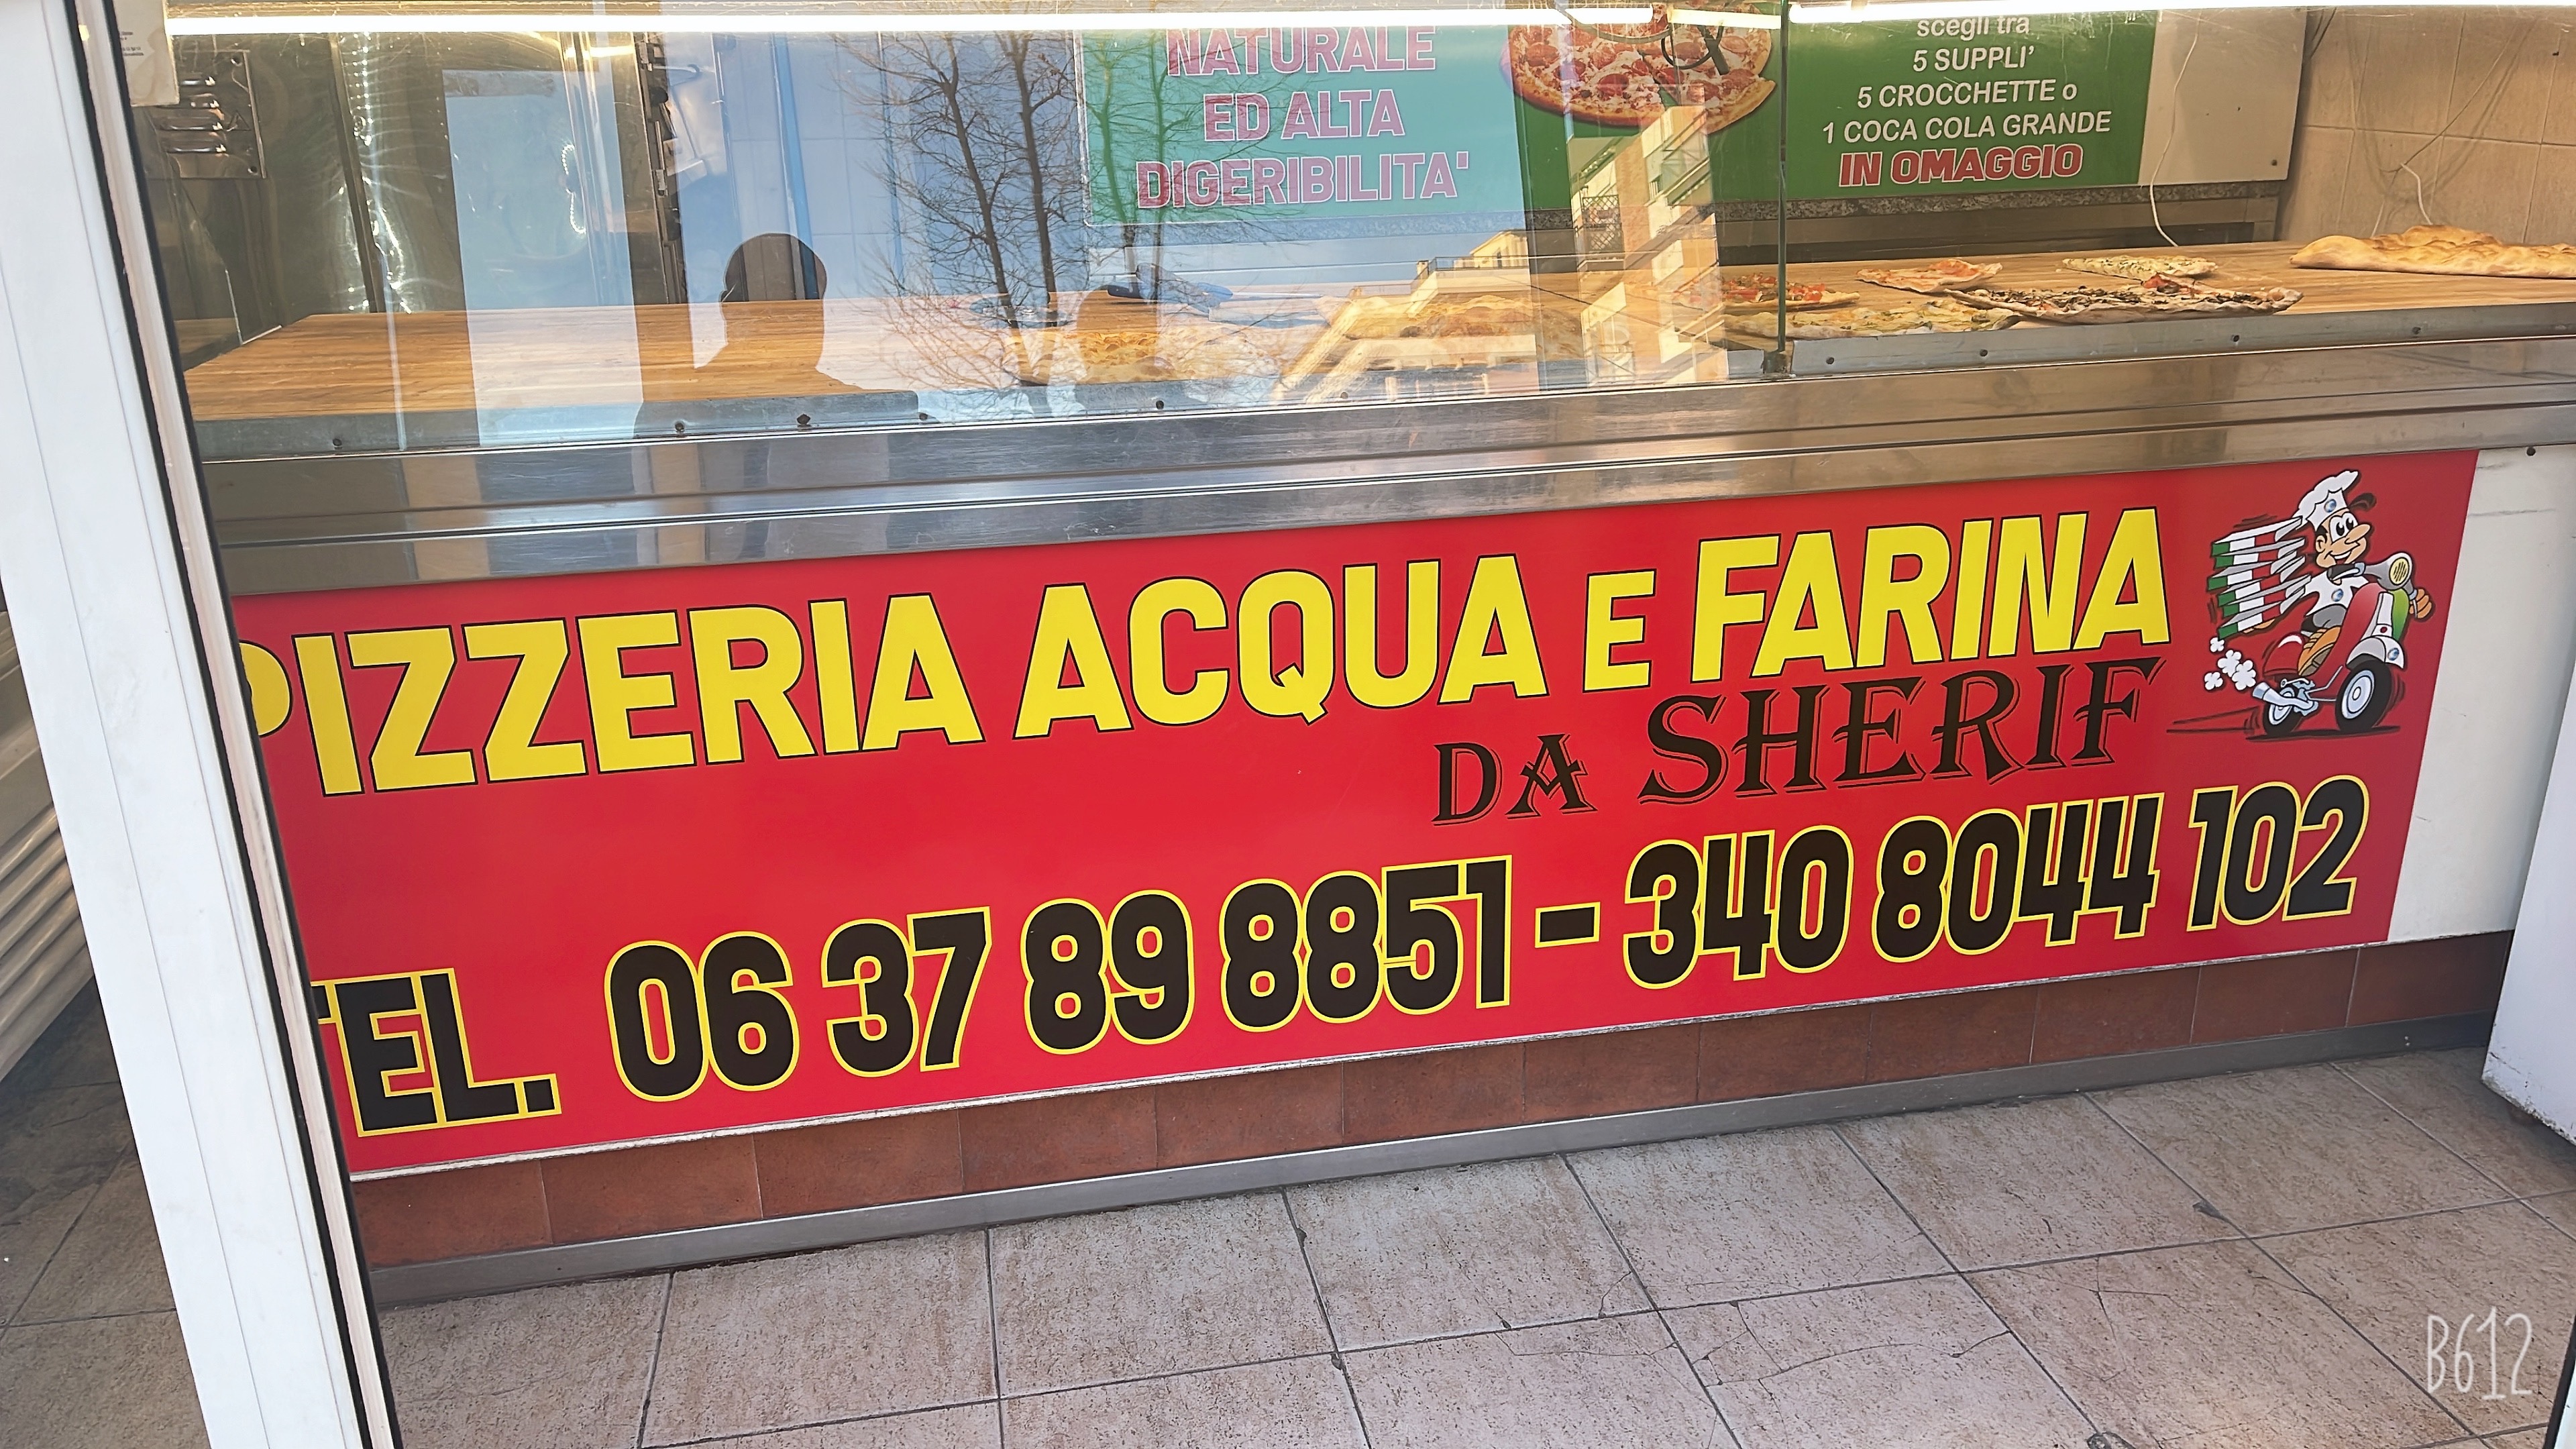 NATURALE
ED ALTA
DIGERIBILITA'
scegli tra
5 SUPPLI'
5 CROCCHETTE o
1 COCA COLA GRANDE
IN OMAGGIO
PIZZERIA ACQUA E FARINA
DA SHERIF
TEL. 06 37 89 8851 - 340 8044 102
B612